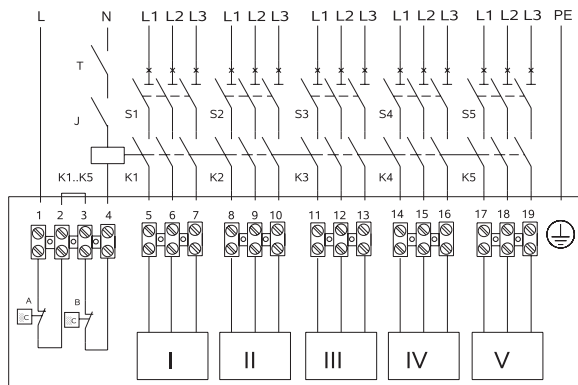 L N L1 L2 L3 L1 L2 L3 L1 L2 L3 L1 L2 L3 L1 L2 L3 PE
T
S1 S2 S3 S4 S5
J
K1..K5 K1 K2 K3 K4 K5
1 2 3 4 5 6 7 8 9 10 11 12 13 14 15 16 17 18 19
A B
C C
I II III IV V